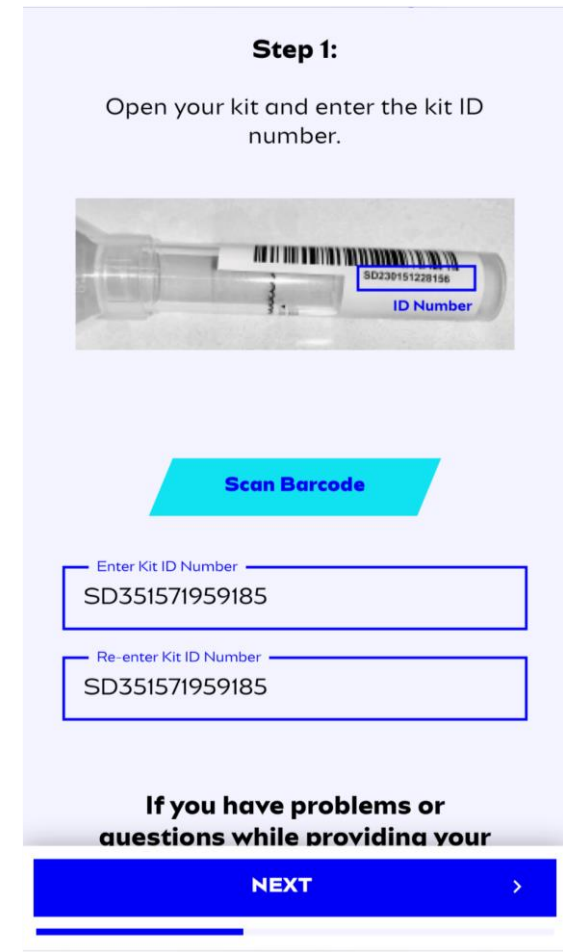 Step 1:
Open your kit and enter the kit ID
number.
SD230151228156
ID Number
Scan Barcode
Enter Kit ID Number
SD351571959185
Re-enter Kit ID Number
SD351571959185
If you have problems or
questions while providing your
NEXT